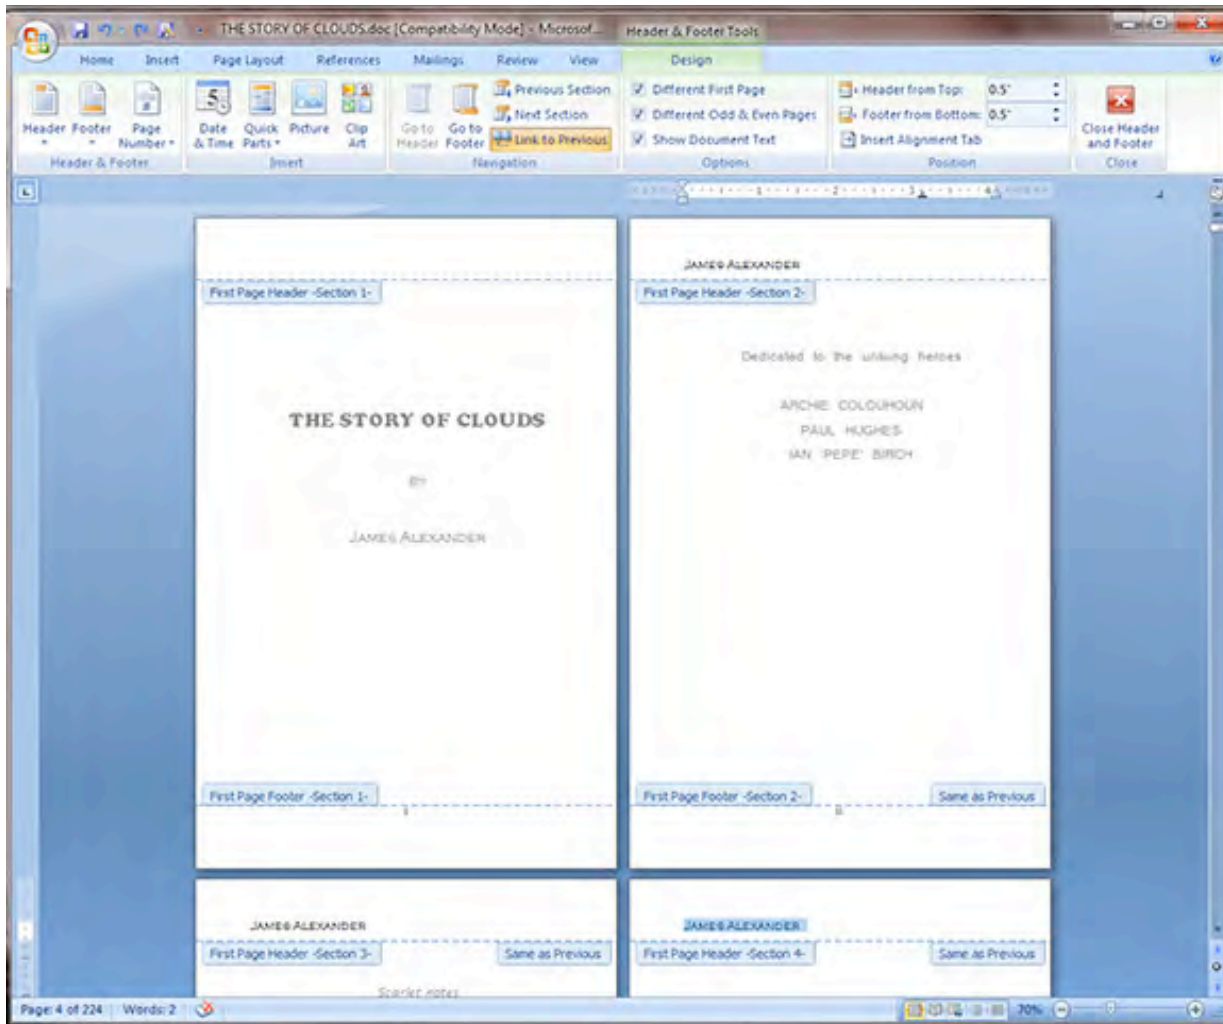 THE STORY OF CLOUDS.doc [Compatibility Mode] - Microsof...
Header & Footer Tools
Home Insert Page Layout References Mailings Review View Design
Header Footer Page Number
Date & Time Quick Parts Picture Clip Art
Go to Header Go to Footer
Previous Section
Next Section
Link to Previous
Different First Page
Different Odd & Even Pages
Show Document Text
Header from Top: 0.5"
Footer from Bottom: 0.5"
Insert Alignment Tab
Close Header and Footer
Header & Footer Insert Navigation Options Position Close
First Page Header -Section 1-
THE STORY OF CLOUDS
BY
JAMES ALEXANDER
First Page Footer -Section 1-
JAMES ALEXANDER
First Page Header -Section 2-
Dedicated to the unsung heroes
ARCHIE COLQUHOUN
PAUL HUGHES
IAN 'PEPE' BIRCH
First Page Footer -Section 2- Same as Previous
JAMES ALEXANDER
First Page Header -Section 3- Same as Previous
Scarlet notes
JAMES ALEXANDER
First Page Header -Section 4- Same as Previous
Page: 4 of 224 Words: 2 70%